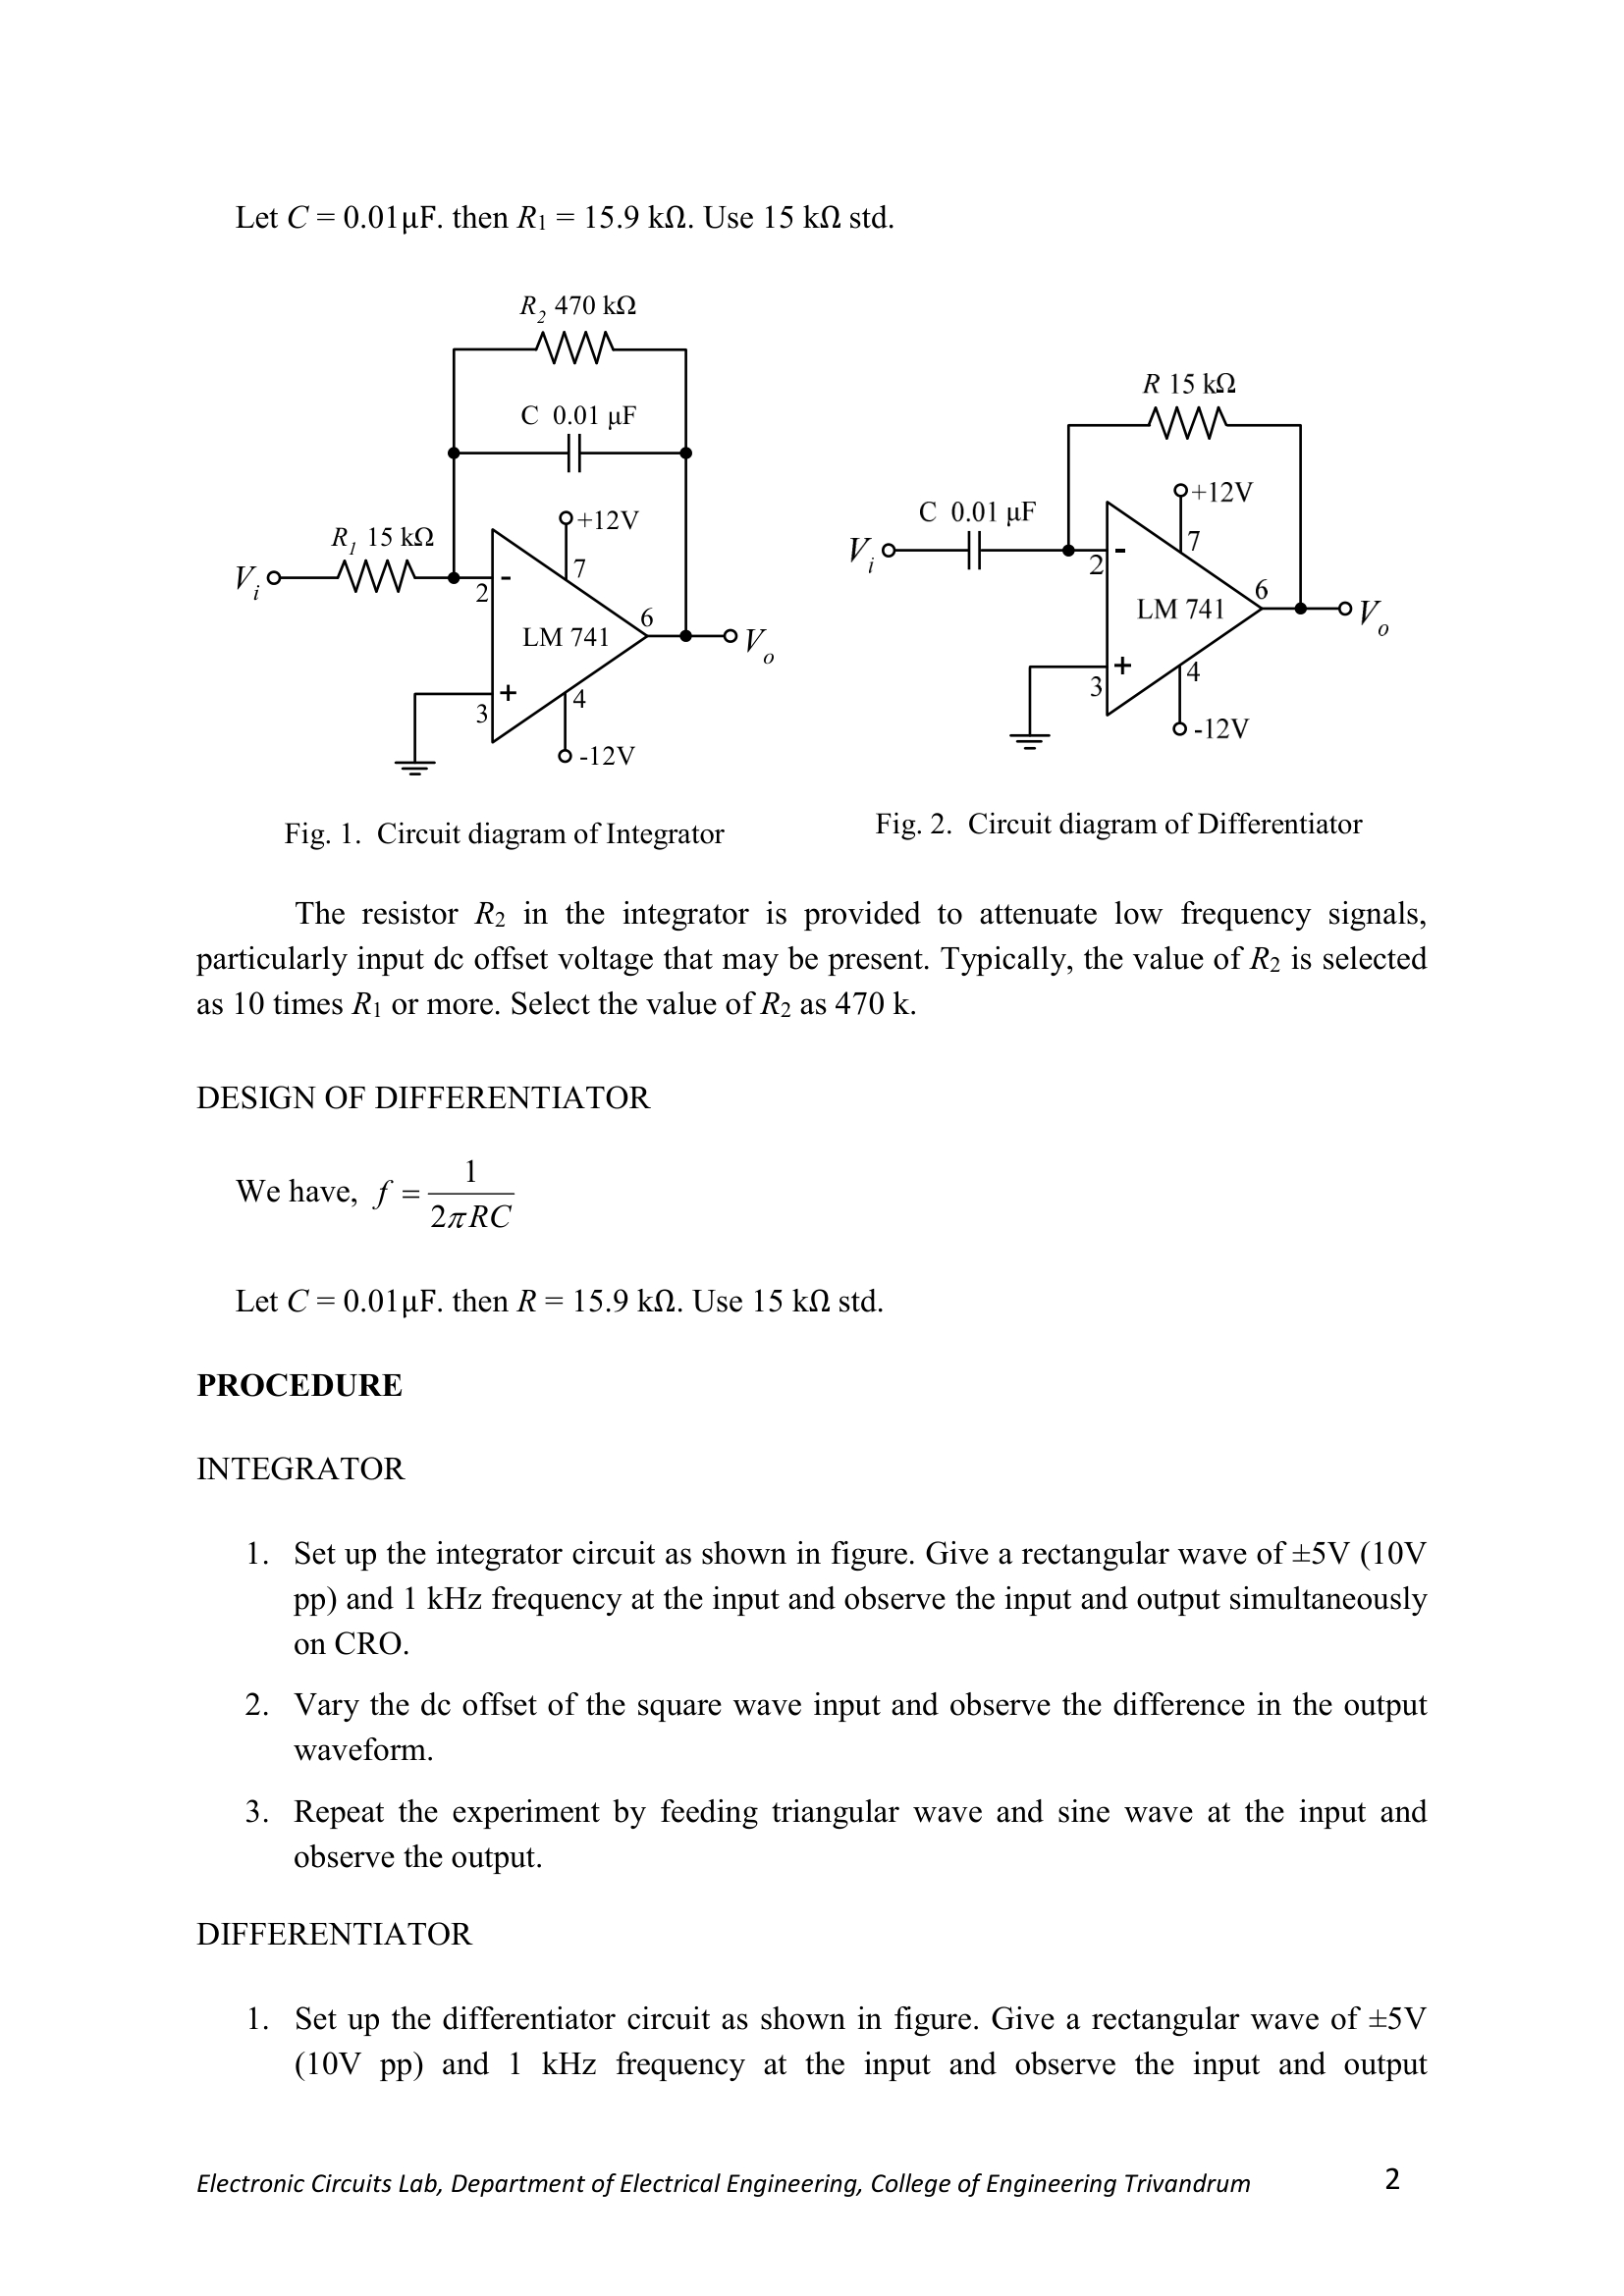 Let C = 0.01μF. then R1 = 15.9 kΩ. Use 15 kΩ std.
R2 470 kΩ
C 0.01 μF
+12V
R1 15 kΩ
Vi
7
-
2
6
LM 741
Vo
+
3
4
-12V
R 15 kΩ
+12V
C 0.01 μF
Vi
7
-
2
6
LM 741
Vo
+
3
4
-12V
Fig. 1. Circuit diagram of Integrator
Fig. 2. Circuit diagram of Differentiator
The resistor R2 in the integrator is provided to attenuate low frequency signals,
particularly input dc offset voltage that may be present. Typically, the value of R2 is selected
as 10 times R1 or more. Select the value of R2 as 470 k.
DESIGN OF DIFFERENTIATOR
We have, f = 1 / 2πRC
Let C = 0.01μF. then R = 15.9 kΩ. Use 15 kΩ std.
PROCEDURE
INTEGRATOR
1. Set up the integrator circuit as shown in figure. Give a rectangular wave of ±5V (10V
pp) and 1 kHz frequency at the input and observe the input and output simultaneously
on CRO.
2. Vary the dc offset of the square wave input and observe the difference in the output
waveform.
3. Repeat the experiment by feeding triangular wave and sine wave at the input and
observe the output.
DIFFERENTIATOR
1. Set up the differentiator circuit as shown in figure. Give a rectangular wave of ±5V
(10V pp) and 1 kHz frequency at the input and observe the input and output
Electronic Circuits Lab, Department of Electrical Engineering, College of Engineering Trivandrum 2